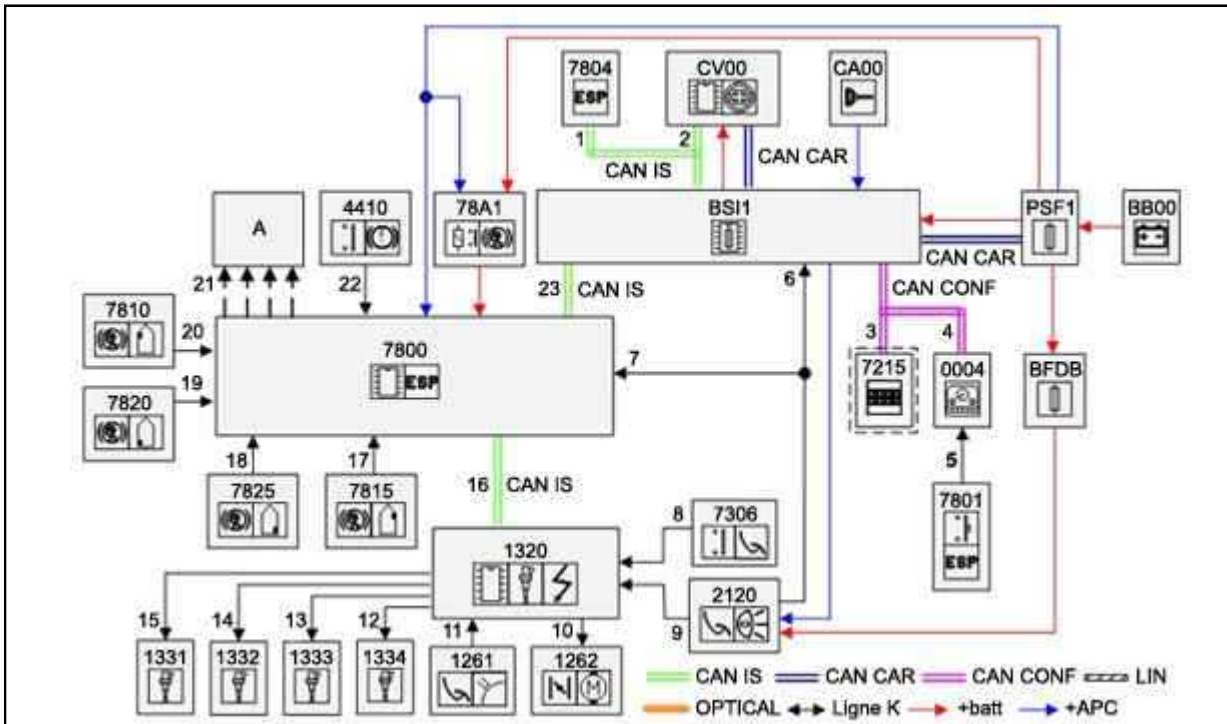 7804
ESP
CV00
CA00
1
2
CAN IS
CAN CAR
A
4410
78A1
BSI1
PSF1
BB00
CAN CAR
21
22
23
CAN IS
6
CAN CONF
7810
20
7800
ESP
7
3
4
7215
0004
BFDB
7820
19
18
17
7825
7815
16
CAN IS
5
7801
ESP
8
7306
1320
2120
9
15
14
13
12
11
10
1331
1332
1333
1334
1261
1262
M
CAN IS
CAN CAR
CAN CONF
LIN
OPTICAL
Ligne K
+batt
+APC